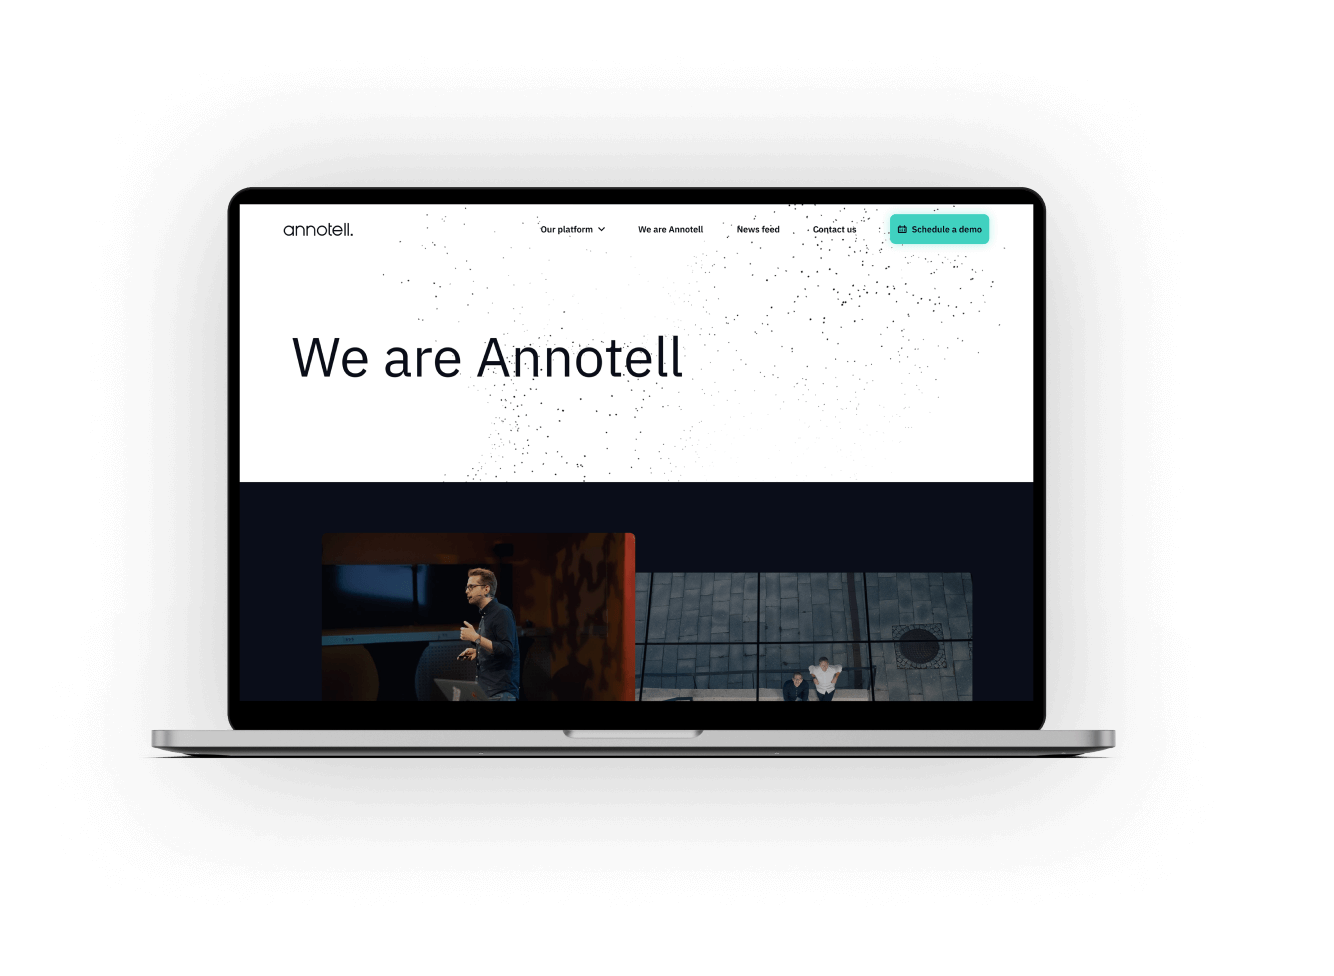 annotell.
Our platform
We are Annotell
News feed
Contact us
Schedule a demo
We are Annotell